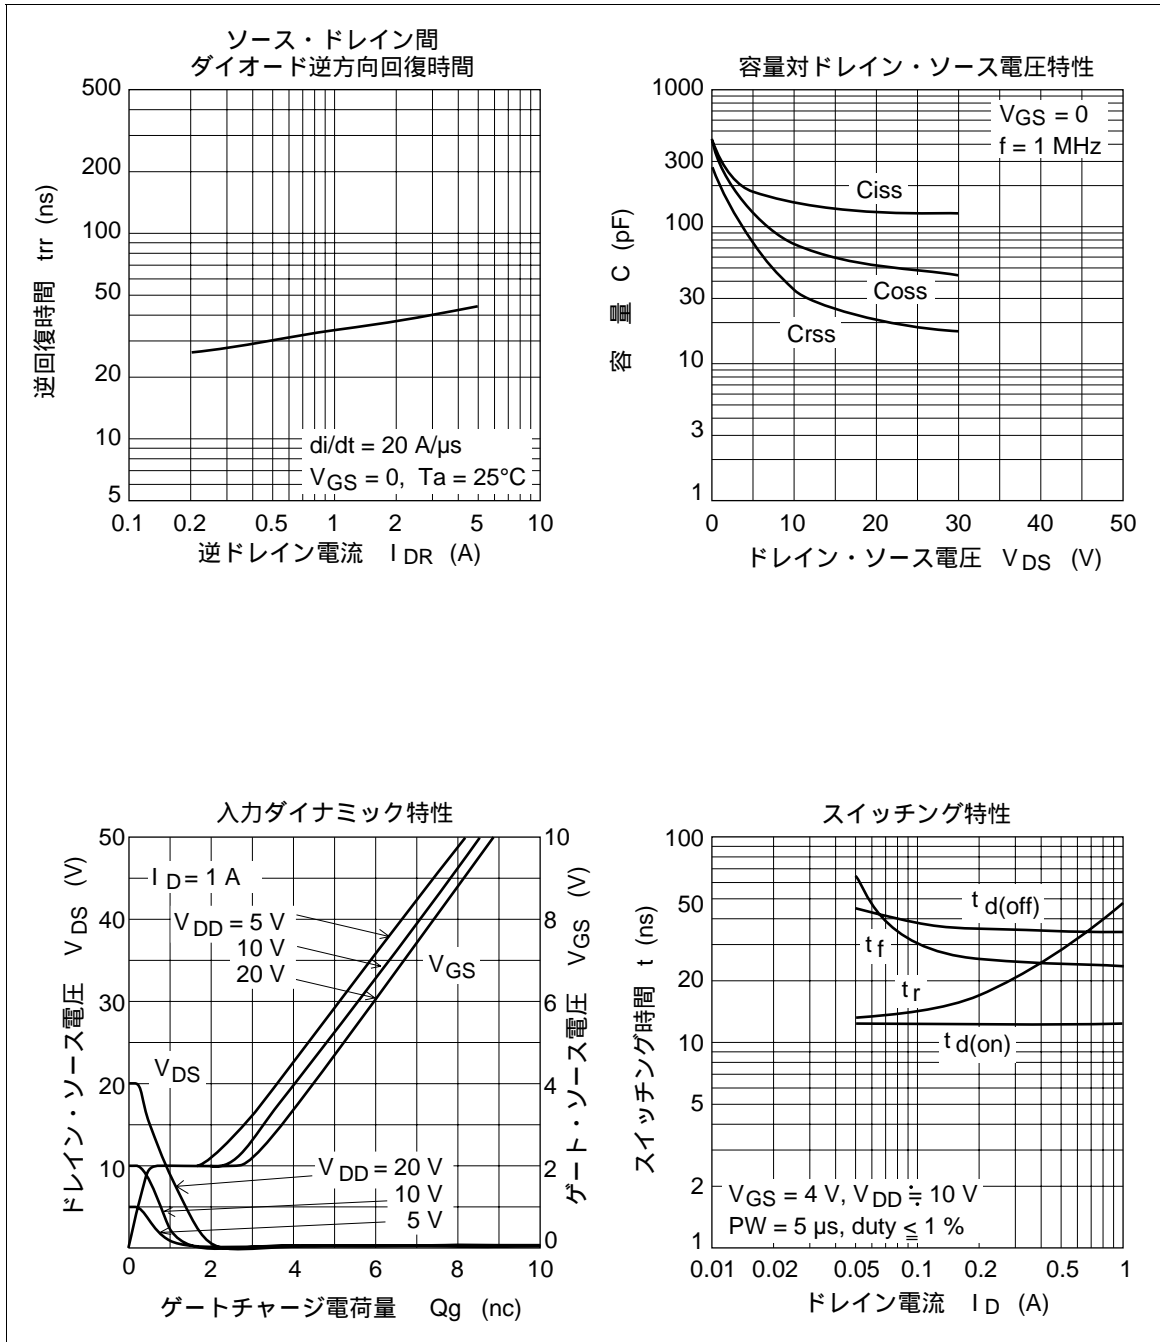 ソース・ドレイン間
ダイオード逆方向回復時間
500
200
100
50
20
10
5
逆回復時間 trr (ns)
di/dt = 20 A/µs
VGS = 0, Ta = 25°C
0.1 0.2 0.5 1 2 5 10
逆ドレイン電流 I DR (A)
容量対ドレイン・ソース電圧特性
1000
300
100
30
10
3
1
容量 C (pF)
VGS = 0
f = 1 MHz
Ciss
Coss
Crss
0 10 20 30 40 50
ドレイン・ソース電圧 V DS (V)
入力ダイナミック特性
50
40
30
20
10
0
ドレイン・ソース電圧 V DS (V)
I D = 1 A
V DD = 5 V
10 V
20 V
VGS
VDS
V DD = 20 V
10 V
5 V
10
8
6
4
2
0
ゲート・ソース電圧 VGS (V)
0 2 4 6 8 10
ゲートチャージ電荷量 Qg (nc)
スイッチング特性
100
50
20
10
5
2
1
スイッチング時間 t (ns)
t d(off)
t f
t r
t d(on)
VGS = 4 V, VDD ≒ 10 V
PW = 5 µs, duty ≦ 1 %
0.01 0.02 0.05 0.1 0.2 0.5 1
ドレイン電流 I D (A)